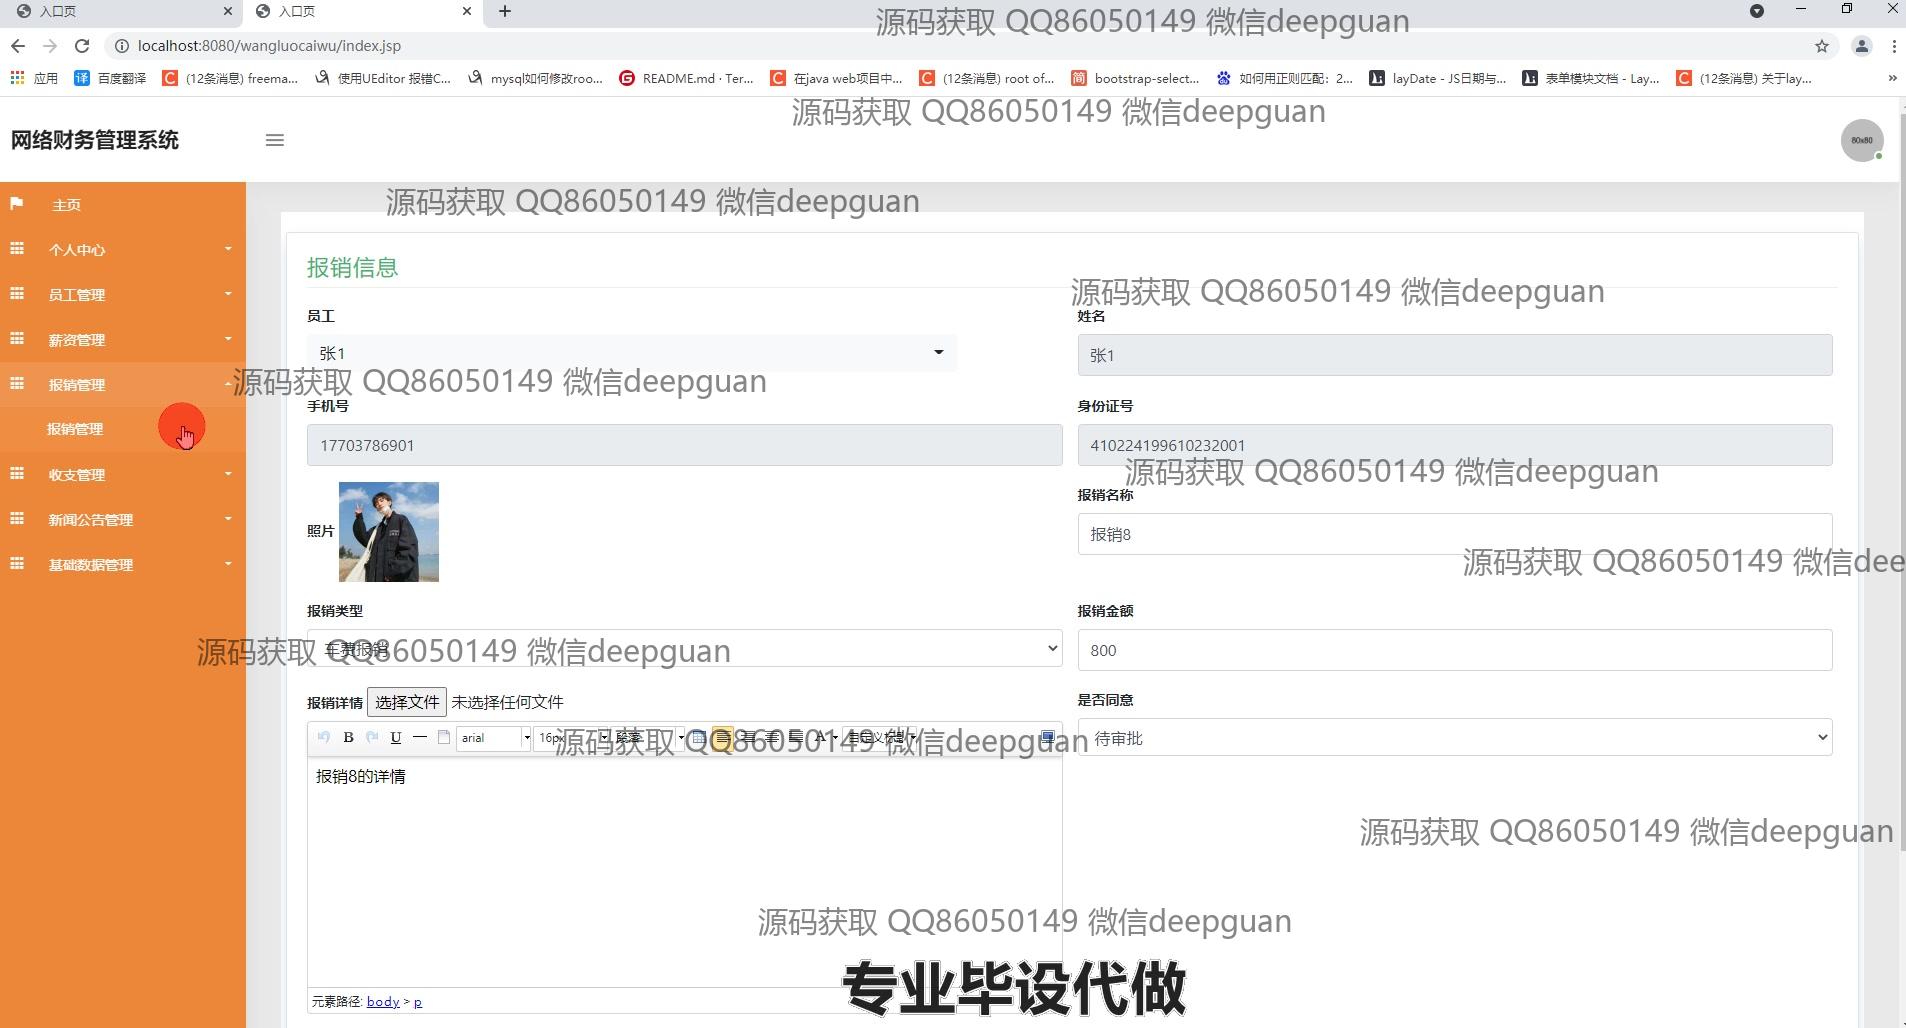 入口页
入口页
源码获取 QQ86050149 微信deepguan
localhost:8080/wangluocaiwu/index.jsp
应用
百度翻译
(12条消息) freema...
使用UEditor 报错C...
mysql如何修改roo...
README.md · Ter...
在java web项目中...
(12条消息) root of...
bootstrap-select...
如何用正则匹配：2...
layDate - JS日期与...
表单模块文档 - Lay...
(12条消息) 关于lay...
源码获取 QQ86050149 微信deepguan
网络财务管理系统
80x80
源码获取 QQ86050149 微信deepguan
主页
个人中心
员工管理
薪资管理
报销管理
报销管理
收支管理
新闻公告管理
基础数据管理
报销信息
源码获取 QQ86050149 微信deepguan
员工
姓名
张1
张1
源码获取 QQ86050149 微信deepguan
手机号
身份证号
17703786901
410224199610232001
源码获取 QQ86050149 微信deepguan
照片
报销名称
报销8
源码获取 QQ86050149 微信dee
报销类型
报销金额
车费报销
800
源码获取 QQ86050149 微信deepguan
报销详情 选择文件 未选择任何文件
是否同意
B U arial 16px 段落 A 自定义标题
待审批
源码获取 QQ86050149 微信deepguan
报销8的详情
源码获取 QQ86050149 微信deepguan
源码获取 QQ86050149 微信deepguan
专业毕设代做
元素路径: body > p